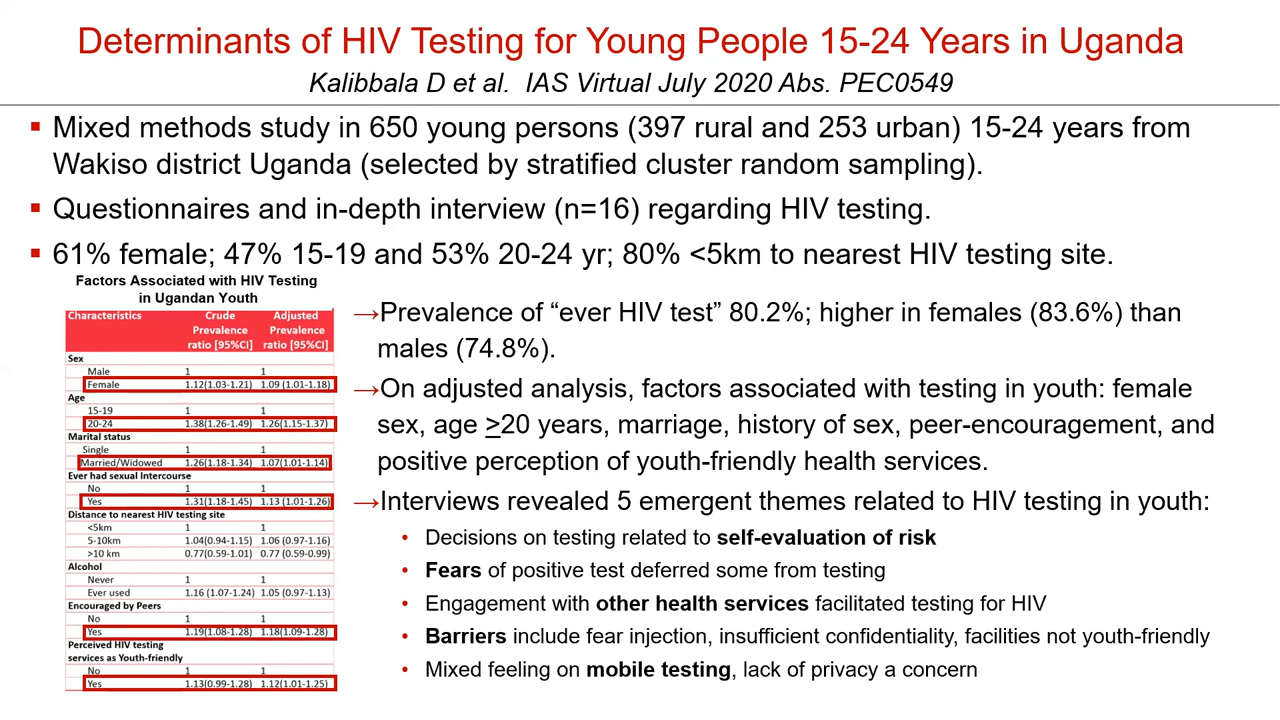 Determinants of HIV Testing for Young People 15-24 Years in Uganda
Kalibbala D et al. IAS Virtual July 2020 Abs. PEC0549
▪ Mixed methods study in 650 young persons (397 rural and 253 urban) 15-24 years from
Wakiso district Uganda (selected by stratified cluster random sampling).
▪ Questionnaires and in-depth interview (n=16) regarding HIV testing.
▪ 61% female; 47% 15-19 and 53% 20-24 yr; 80% <5km to nearest HIV testing site.
Factors Associated with HIV Testing
in Ugandan Youth
Characteristics Crude Adjusted
Prevalence Prevalence
ratio [95%CI] ratio [95%CI]
Sex
Male 1 1
Female 1.12(1.03-1.21) 1.09 (1.01-1.18)
Age
15-19 1 1
20-24 1.38(1.26-1.49) 1.26(1.15-1.37)
Marital status
Single 1 1
Married/Widowed 1.26(1.18-1.34) 1.07(1.01-1.14)
Ever had sexual Intercourse
No 1 1
Yes 1.31(1.18-1.45) 1.13 (1.01-1.26)
Distance to nearest HIV testing site
<5km 1 1
5-10km 1.04(0.94-1.15) 1.06 (0.97-1.16)
>10 km 0.77(0.59-1.01) 0.77 (0.59-0.99)
Alcohol
Never 1 1
Ever used 1.16 (1.07-1.24) 1.05 (0.97-1.13)
Encouraged by Peers
No 1 1
Yes 1.19(1.08-1.28) 1.18(1.09-1.28)
Perceived HIV testing
services as Youth-friendly
No 1 1
Yes 1.13(0.99-1.28) 1.12(1.01-1.25)
→Prevalence of “ever HIV test” 80.2%; higher in females (83.6%) than
males (74.8%).
→On adjusted analysis, factors associated with testing in youth: female
sex, age ≥20 years, marriage, history of sex, peer-encouragement, and
positive perception of youth-friendly health services.
→Interviews revealed 5 emergent themes related to HIV testing in youth:
• Decisions on testing related to self-evaluation of risk
• Fears of positive test deferred some from testing
• Engagement with other health services facilitated testing for HIV
• Barriers include fear injection, insufficient confidentiality, facilities not youth-friendly
• Mixed feeling on mobile testing, lack of privacy a concern